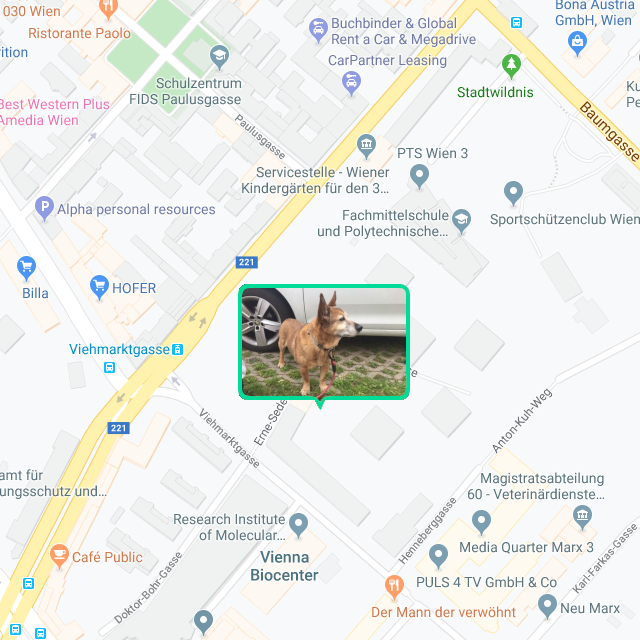 030 Wien
Ristorante Paolo
Buchbinder & Global
Rent a Car & Megadrive
CarPartner Leasing
Bona Austria
GmbH, Wien
Schulzentrum
FIDS Paulusgasse
Stadtwildnis
Best Western Plus
Amedia Wien
Baumgasse
Paulusgasse
PTS Wien 3
Servicestelle - Wiener
Kindergärten für den 3...
Alpha personal resources
Fachmittelschule
und Polytechnische...
Sportschützenclub Wien
221
Billa
HOFER
Viehmarktgasse
221
Viehmarktgasse
Anton-Kuh-Weg
amt für
ungsschutz und...
Magistratsabteilung
60 - Veterinärdienste...
Research Institute
of Molecular...
Henneberggasse
Media Quarter Marx 3
Café Public
Vienna
Biocenter
Doktor-Bohr-Gasse
Karl-Farkas-Gasse
PULS 4 TV GmbH & Co
Der Mann der verwöhnt
Neu Marx